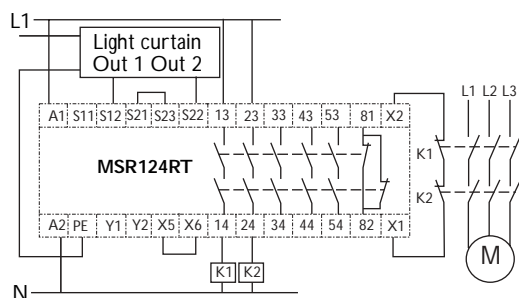 L1
Light curtain
Out 1 Out 2
L1 L2 L3
A1 S11 S12 S21 S23 S22 13 23 33 43 53 81 X2
K1
MSR124RT
K2
A2 PE Y1 Y2 X5 X6 14 24 34 44 54 82 X1
M
K1 K2
N